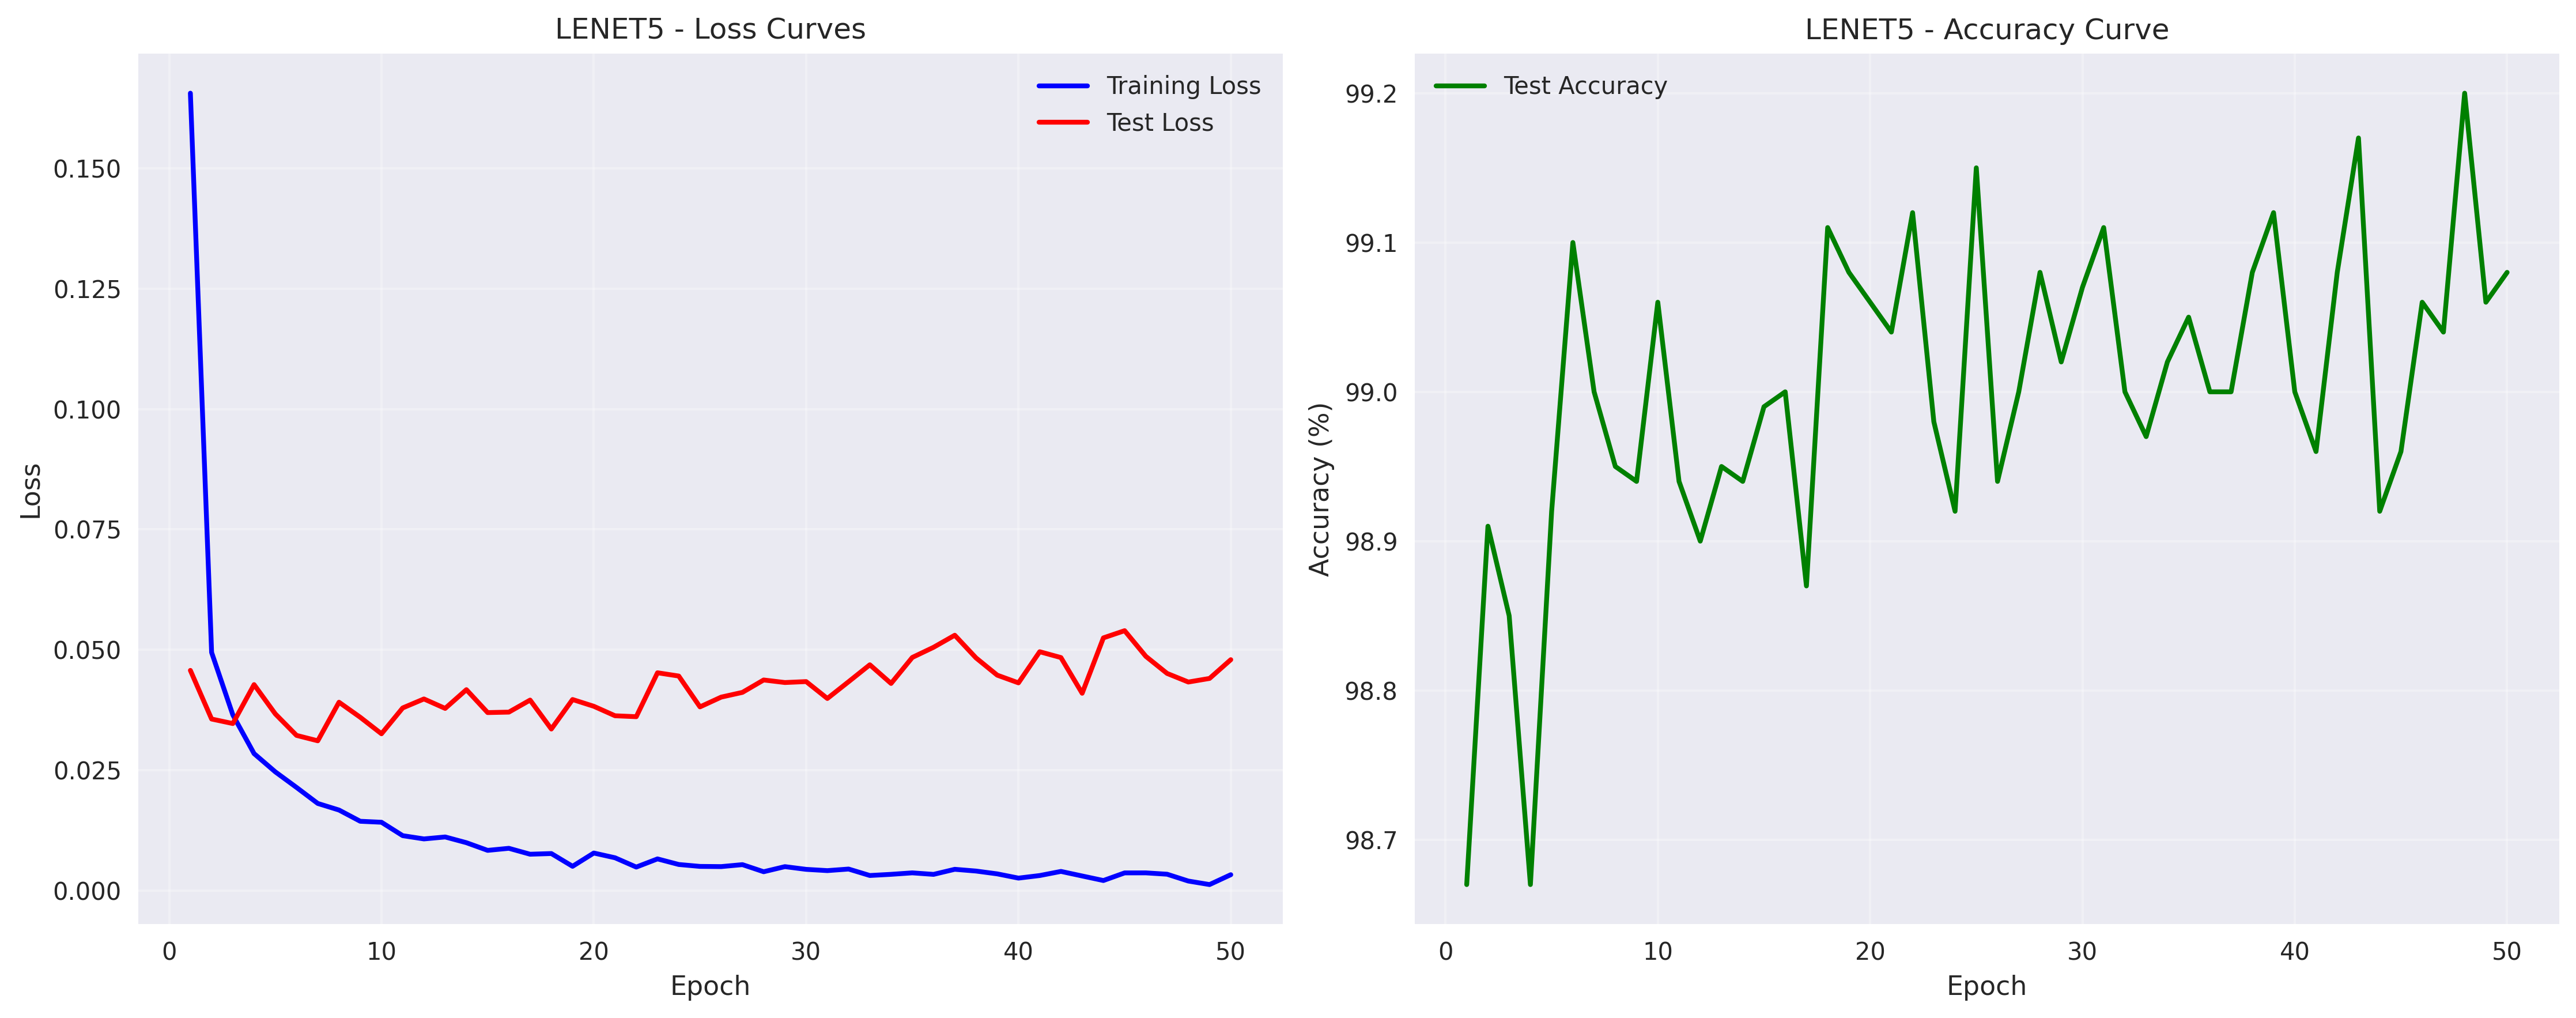 LENET5 - Loss Curves
Training Loss
Test Loss
0.150
0.125
0.100
0.075
0.050
0.025
0.000
Loss
0
10
20
30
40
50
Epoch
LENET5 - Accuracy Curve
Test Accuracy
99.2
99.1
99.0
98.9
98.8
98.7
Accuracy (%)
0
10
20
30
40
50
Epoch